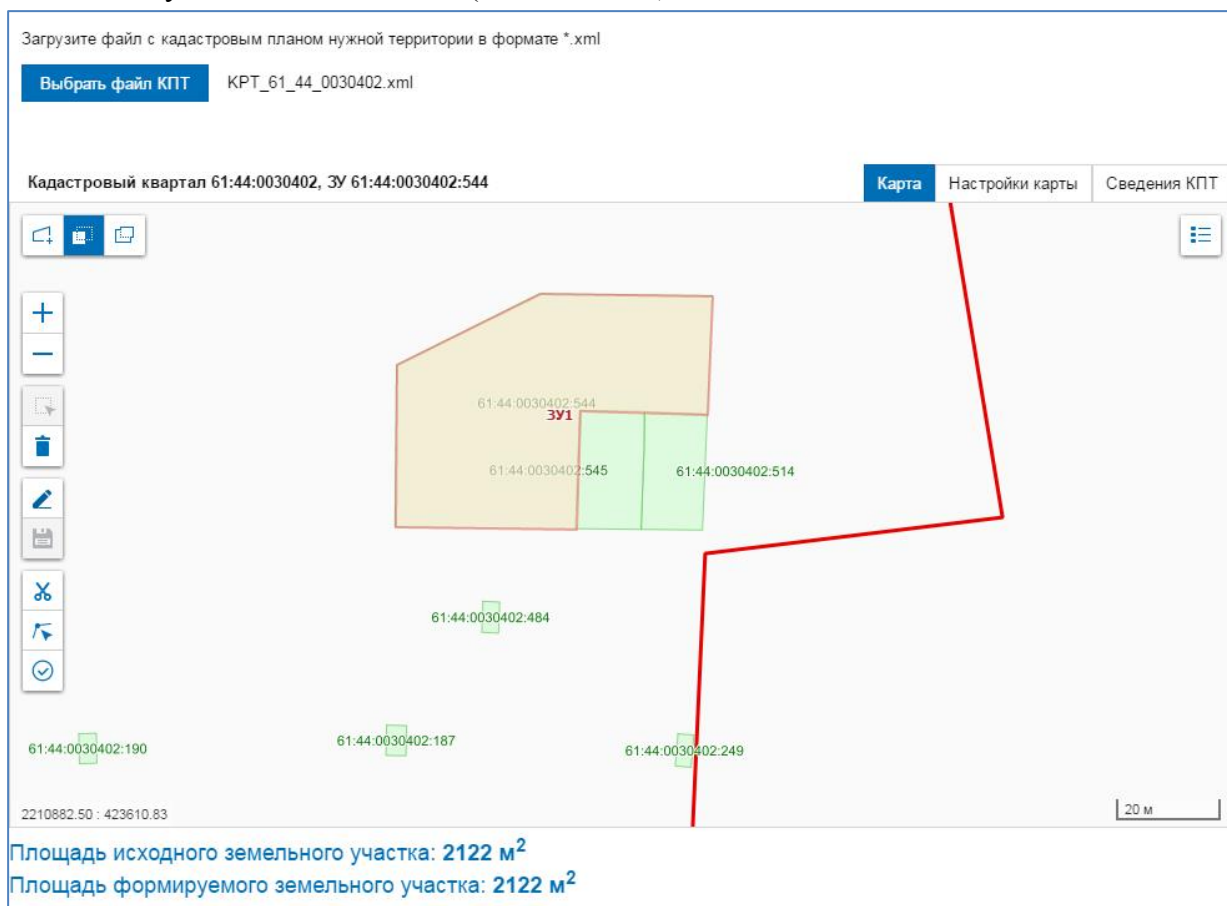 Загрузите файл с кадастровым планом нужной территории в формате *.xml
Выбрать файл КПТ KPT_61_44_0030402.xml
Кадастровый квартал 61:44:0030402, ЗУ 61:44:0030402:544
Карта Настройки карты Сведения КПТ
61:44:0030402:544
ЗУ1
61:44:0030402:545 61:44:0030402:514
61:44:0030402:484
61:44:0030402:190 61:44:0030402:187 61:44:0030402:249
2210882.50 : 423610.83 20 м
Площадь исходного земельного участка: 2122 м²
Площадь формируемого земельного участка: 2122 м²